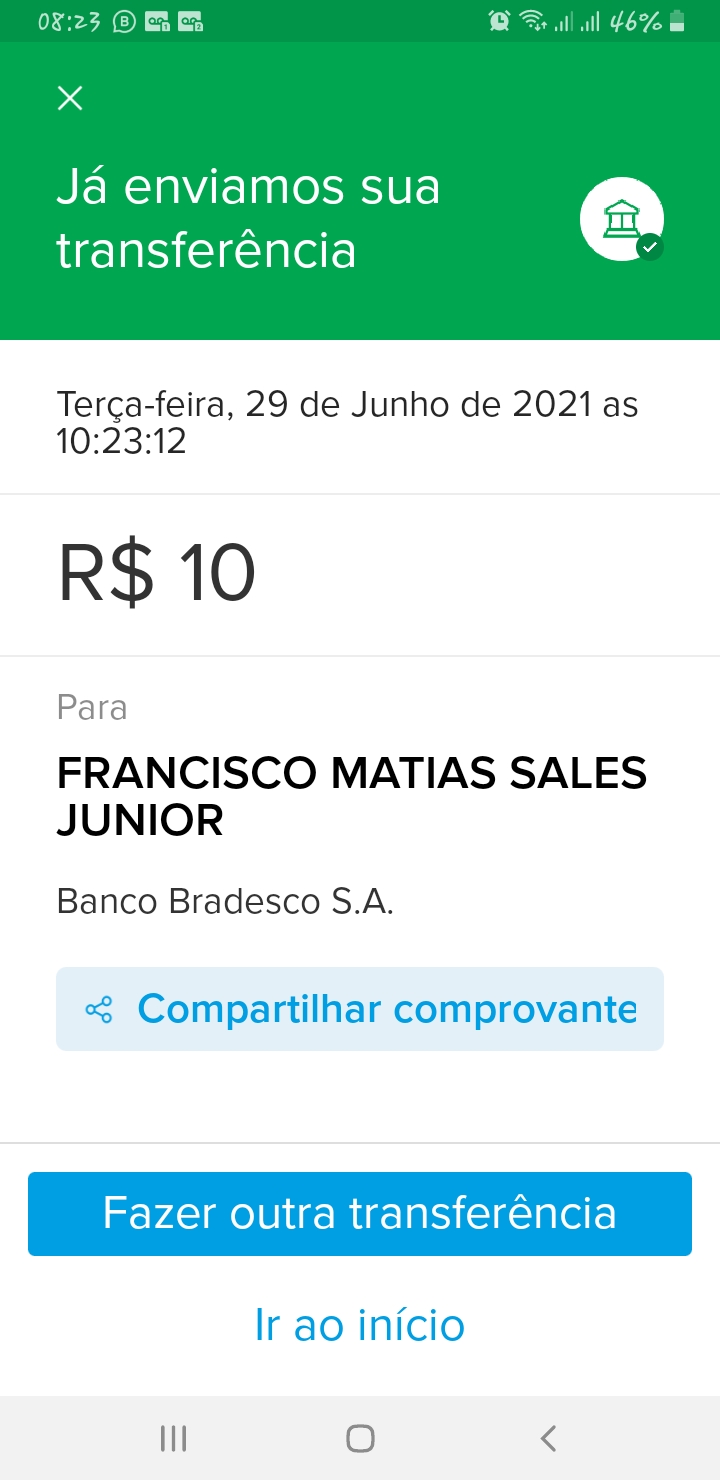 08:23
46%
Já enviamos sua
transferência
Terça-feira, 29 de Junho de 2021 as
10:23:12
R$ 10
Para
FRANCISCO MATIAS SALES
JUNIOR
Banco Bradesco S.A.
Compartilhar comprovante
Fazer outra transferência
Ir ao início